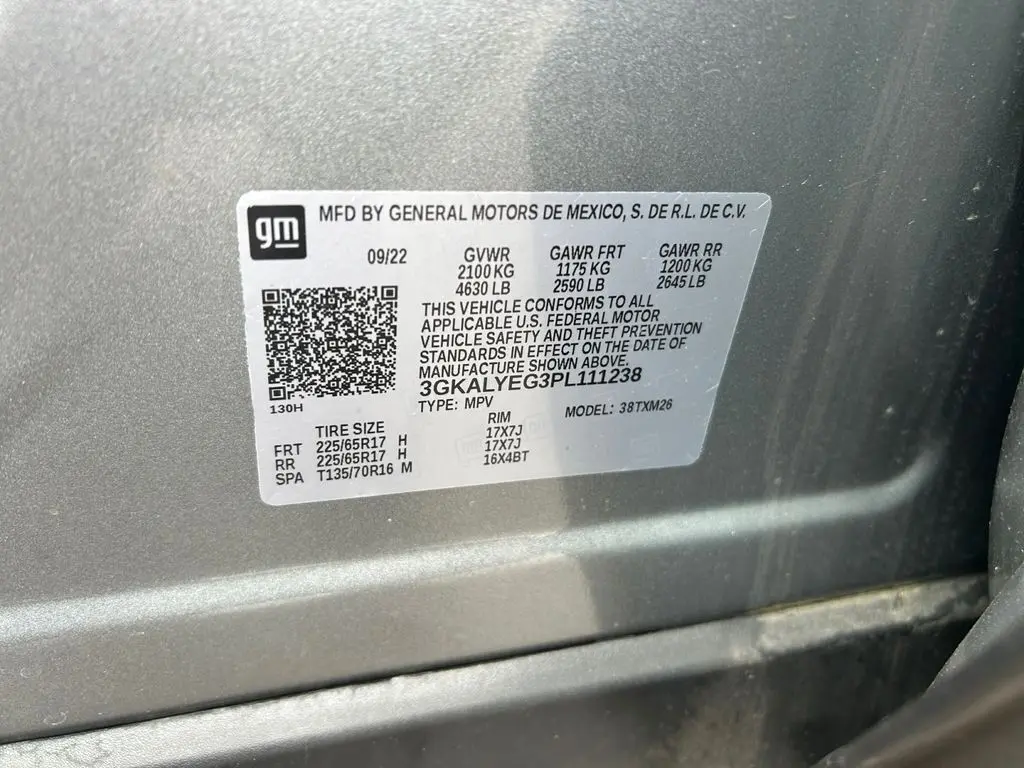 gm
MFD BY GENERAL MOTORS DE MEXICO, S. DE R.L. DE C.V.
09/22 GVWR GAWR FRT GAWR RR
2100 KG 1175 KG 1200 KG
4630 LB 2590 LB 2645 LB
THIS VEHICLE CONFORMS TO ALL
APPLICABLE U.S. FEDERAL MOTOR
VEHICLE SAFETY AND THEFT PREVENTION
STANDARDS IN EFFECT ON THE DATE OF
MANUFACTURE SHOWN ABOVE.
3GKALYEG3PL111238
130H
TYPE: MPV MODEL: 38TXM26
TIRE SIZE RIM
FRT 225/65R17 H 17X7J
RR 225/65R17 H 17X7J
SPA T135/70R16 M 16X4BT